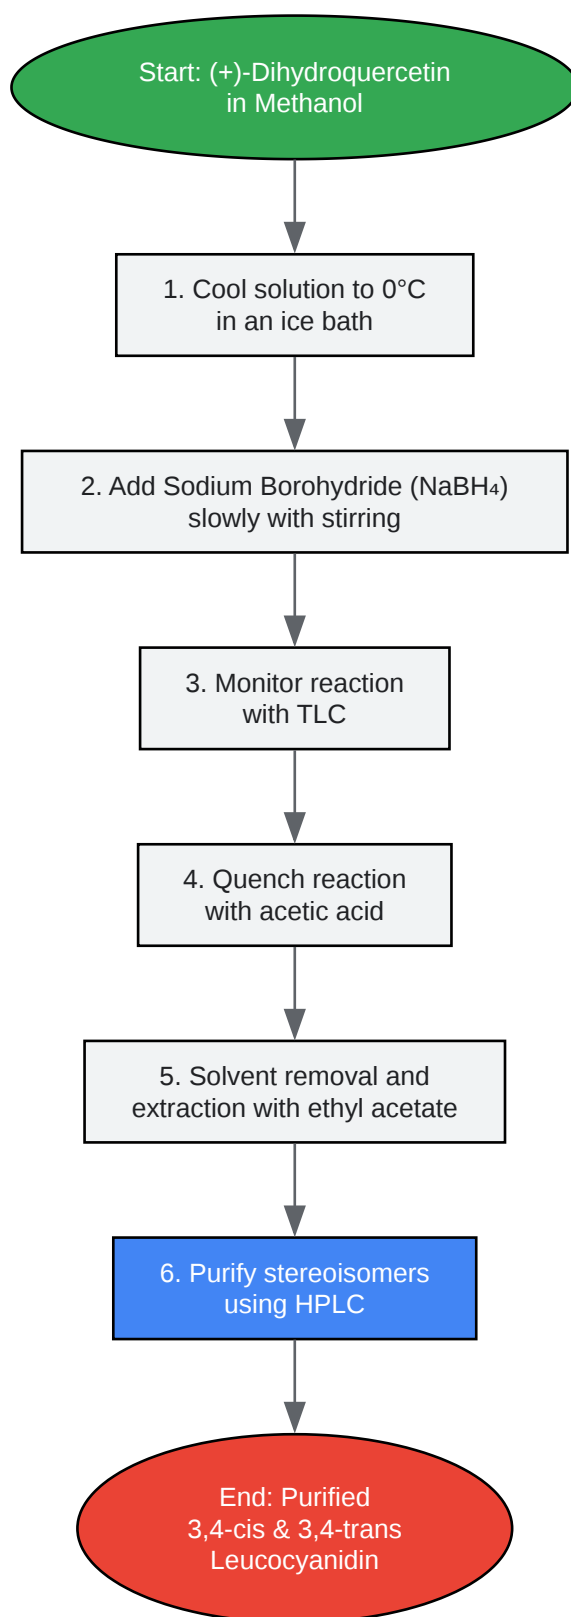 Start: (+)-Dihydroquercetin
in Methanol
1. Cool solution to 0°C
in an ice bath
2. Add Sodium Borohydride (NaBH₄)
slowly with stirring
3. Monitor reaction
with TLC
4. Quench reaction
with acetic acid
5. Solvent removal and
extraction with ethyl acetate
6. Purify stereoisomers
using HPLC
End: Purified
3,4-cis & 3,4-trans
Leucocyanidin